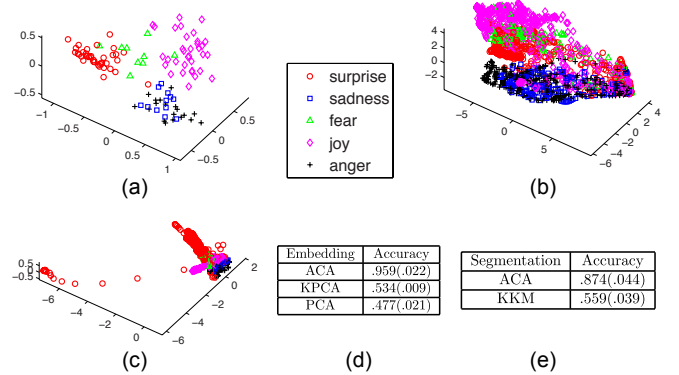 0.5
0
−0.5
−1
−0.5
0
0.5
1
−0.5
0
0.5
(a)
surprise
sadness
fear
joy
anger
4
2
0
−2
−5
0
5
−6
−4
−2
0
2
4
(b)
0.5
0
−0.5
−6
−4
−2
0
−6
−4
−2
0
2
(c)
Embedding Accuracy
ACA .959(.022)
KPCA .534(.009)
PCA .477(.021)
(d)
Segmentation Accuracy
ACA .874(.044)
KKM .559(.039)
(e)